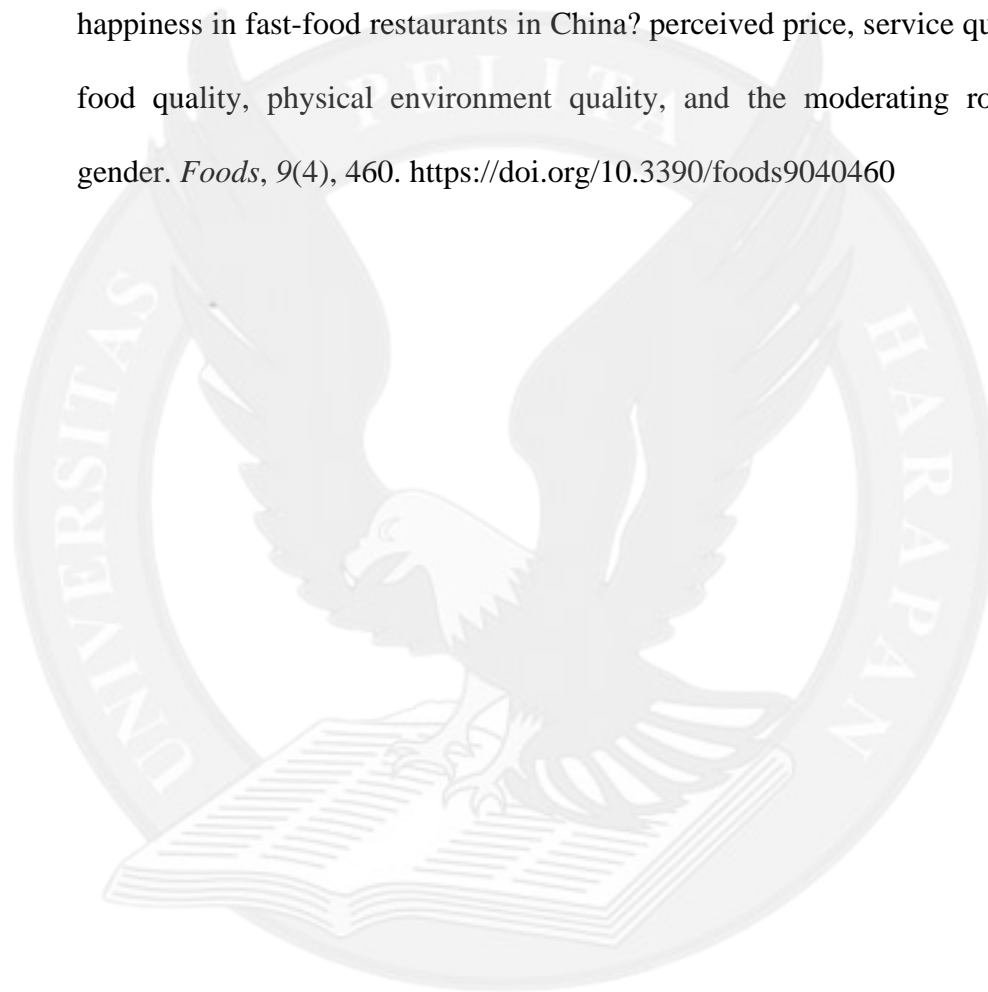 happiness in fast-food restaurants in China? perceived price, service qu
food quality, physical environment quality, and the moderating ro
gender. Foods, 9(4), 460. https://doi.org/10.3390/foods9040460
UNIVERSITAS PELITA HARAPAN